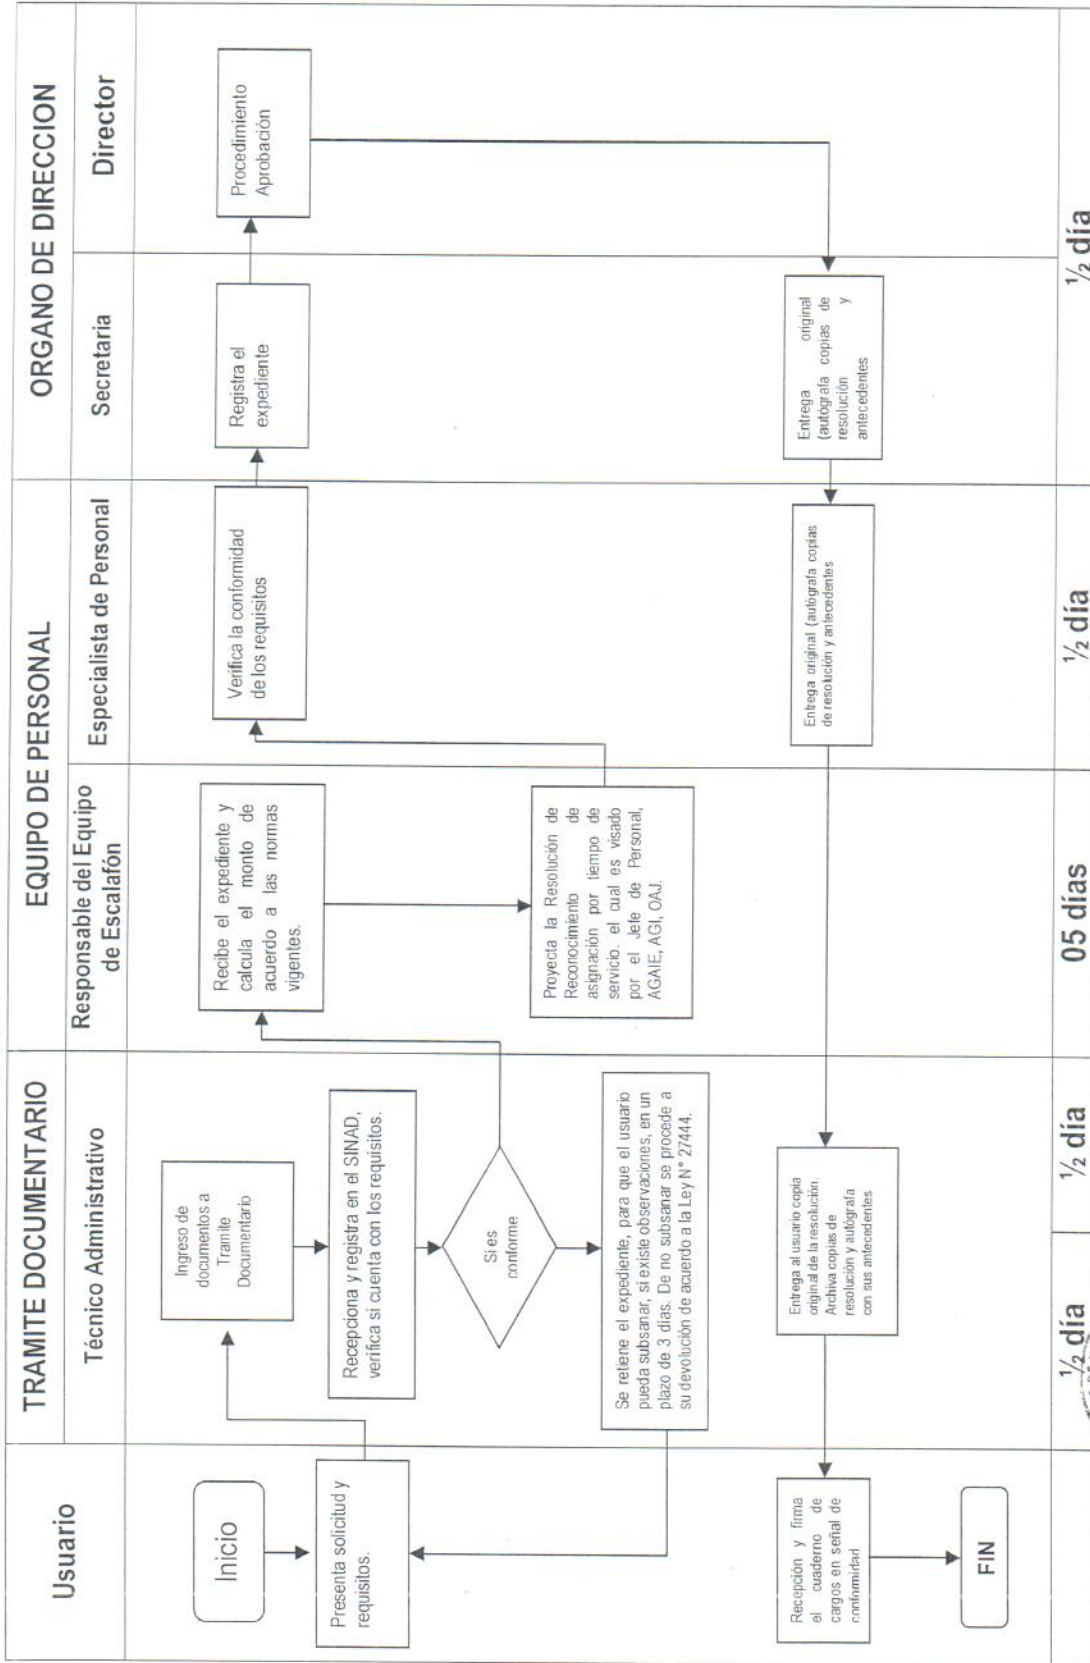 Usuario
TRAMITE DOCUMENTARIO
EQUIPO DE PERSONAL
ORGANO DE DIRECCION
Técnico Administrativo
Responsable del Equipo
de Escalafón
Especialista de Personal
Secretaria
Director
Inicio
Presenta solicitud y
requisitos.
Ingreso de
documentos a
Tramite
Documentario
Recepciona y registra en el SINAD,
verifica si cuenta con los requisitos.
Si es
conforme
Se retiene el expediente, para que el usuario
pueda subsanar, si existe observaciones, en un
plazo de 3 días. De no subsanar se procede a
su devolución de acuerdo a la Ley N° 27444.
Recibe el expediente y
calcula el monto de
acuerdo a las normas
vigentes.
Proyecta la Resolución de
Reconocimiento de
asignación por tiempo de
servicio. el cual es visado
por el Jefe de Personal,
AGAIE, AGI, OAJ.
Verifica la conformidad
de los requisitos
Registra el
expediente
Procedimiento
Aprobación
Entrega original
(autógrafa copias de
resolución y
antecedentes
Entrega original (autógrafa copias
de resolución y antecedentes
Entrega al usuario copia
original de la resolución.
Archiva copias de
resolución y autógrafa
con sus antecedentes
Recepción y firma
el cuaderno de
cargos en señal de
conformidad
FIN
½ día
½ día
05 días
½ día
½ día